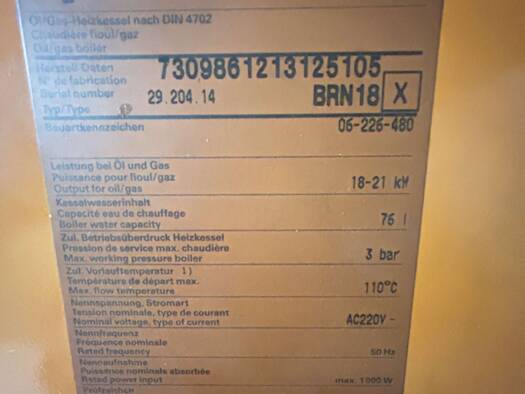 Öl/Gas-Heizkessel nach DIN 4702
Chaudière fioul/gaz
Oil/gas boiler
Herstell Daten
N° de fabrication 7309861213125105
Serial number 29.204.14 BRN18 X
Typ/Type
Bauartkennzeichen 06-226-480
Leistung bei Öl und Gas
Puissance pour fioul/gaz
Output for oil/gas 18-21 kW
Kesselwasserinhalt
Capacité eau de chauffage
Boiler water capacity 76 l
Zul. Betriebsüberdruck Heizkessel
Pression de service max. chaudière
Max. working pressure boiler 3 bar
Zul. Vorlauftemperatur 1)
Température de départ max.
Max. flow temperature 110°C
Nennspannung, Stromart
Tension nominale, type de courant
Nominal voltage, type of current AC220V-
Nennfrequenz
Fréquence nominale
Rated frequency 50 Hz
Nennaufnahme
Puissance nominale absorbée
Rated power input max. 1900 W
Prüfzeichen